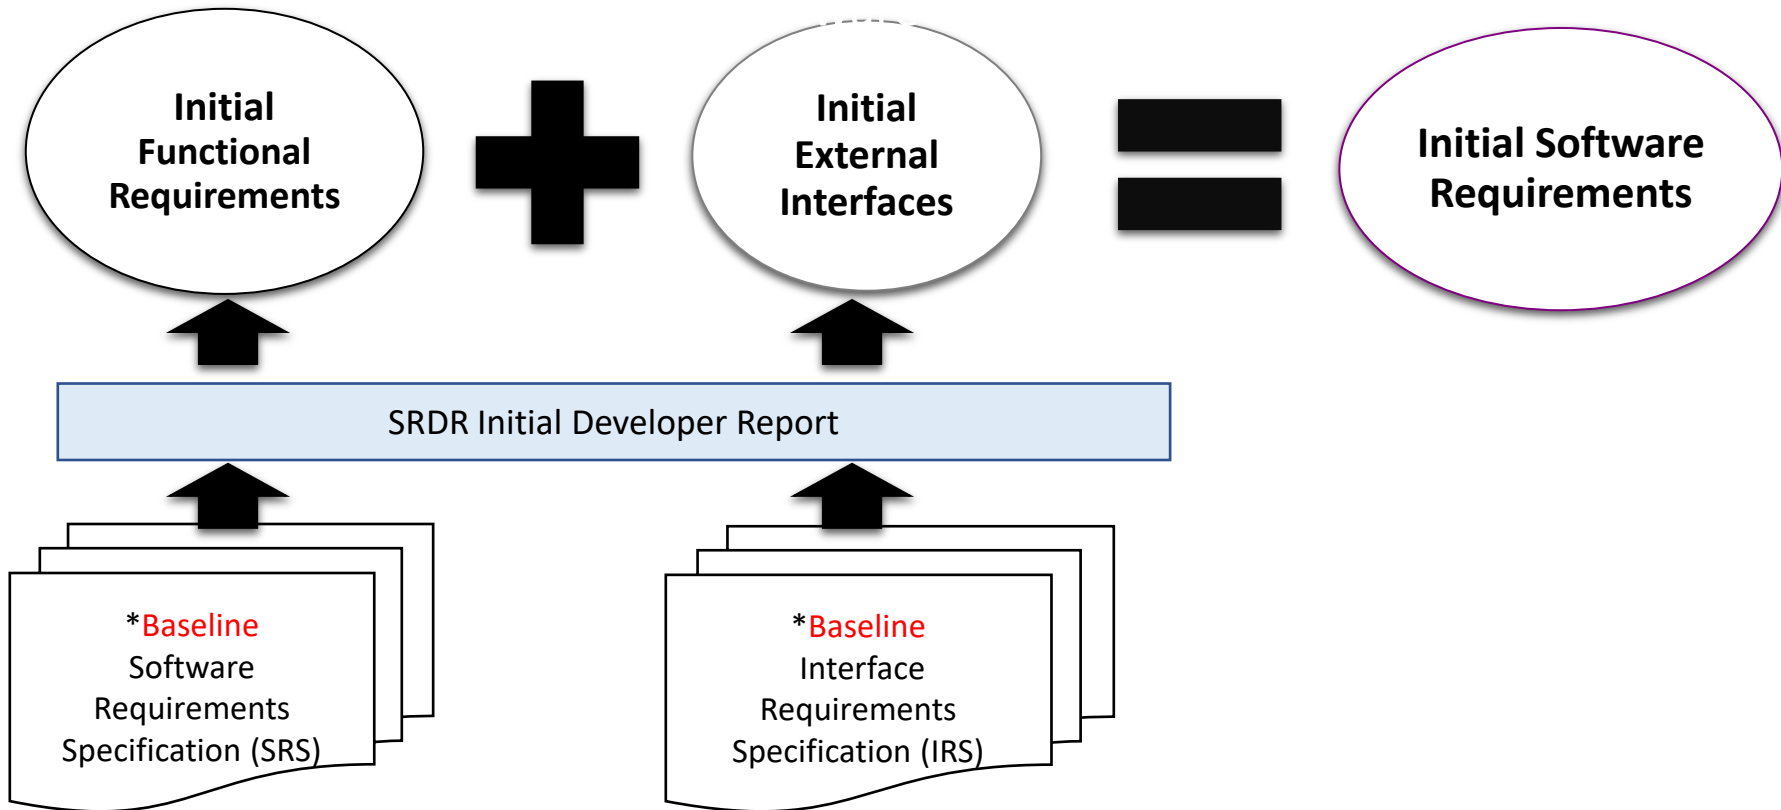 Initial
Functional
Requirements
Initial
External
Interfaces
Initial Software
Requirements
SRDR Initial Developer Report
*Baseline
Software
Requirements
Specification (SRS)
*Baseline
Interface
Requirements
Specification (IRS)